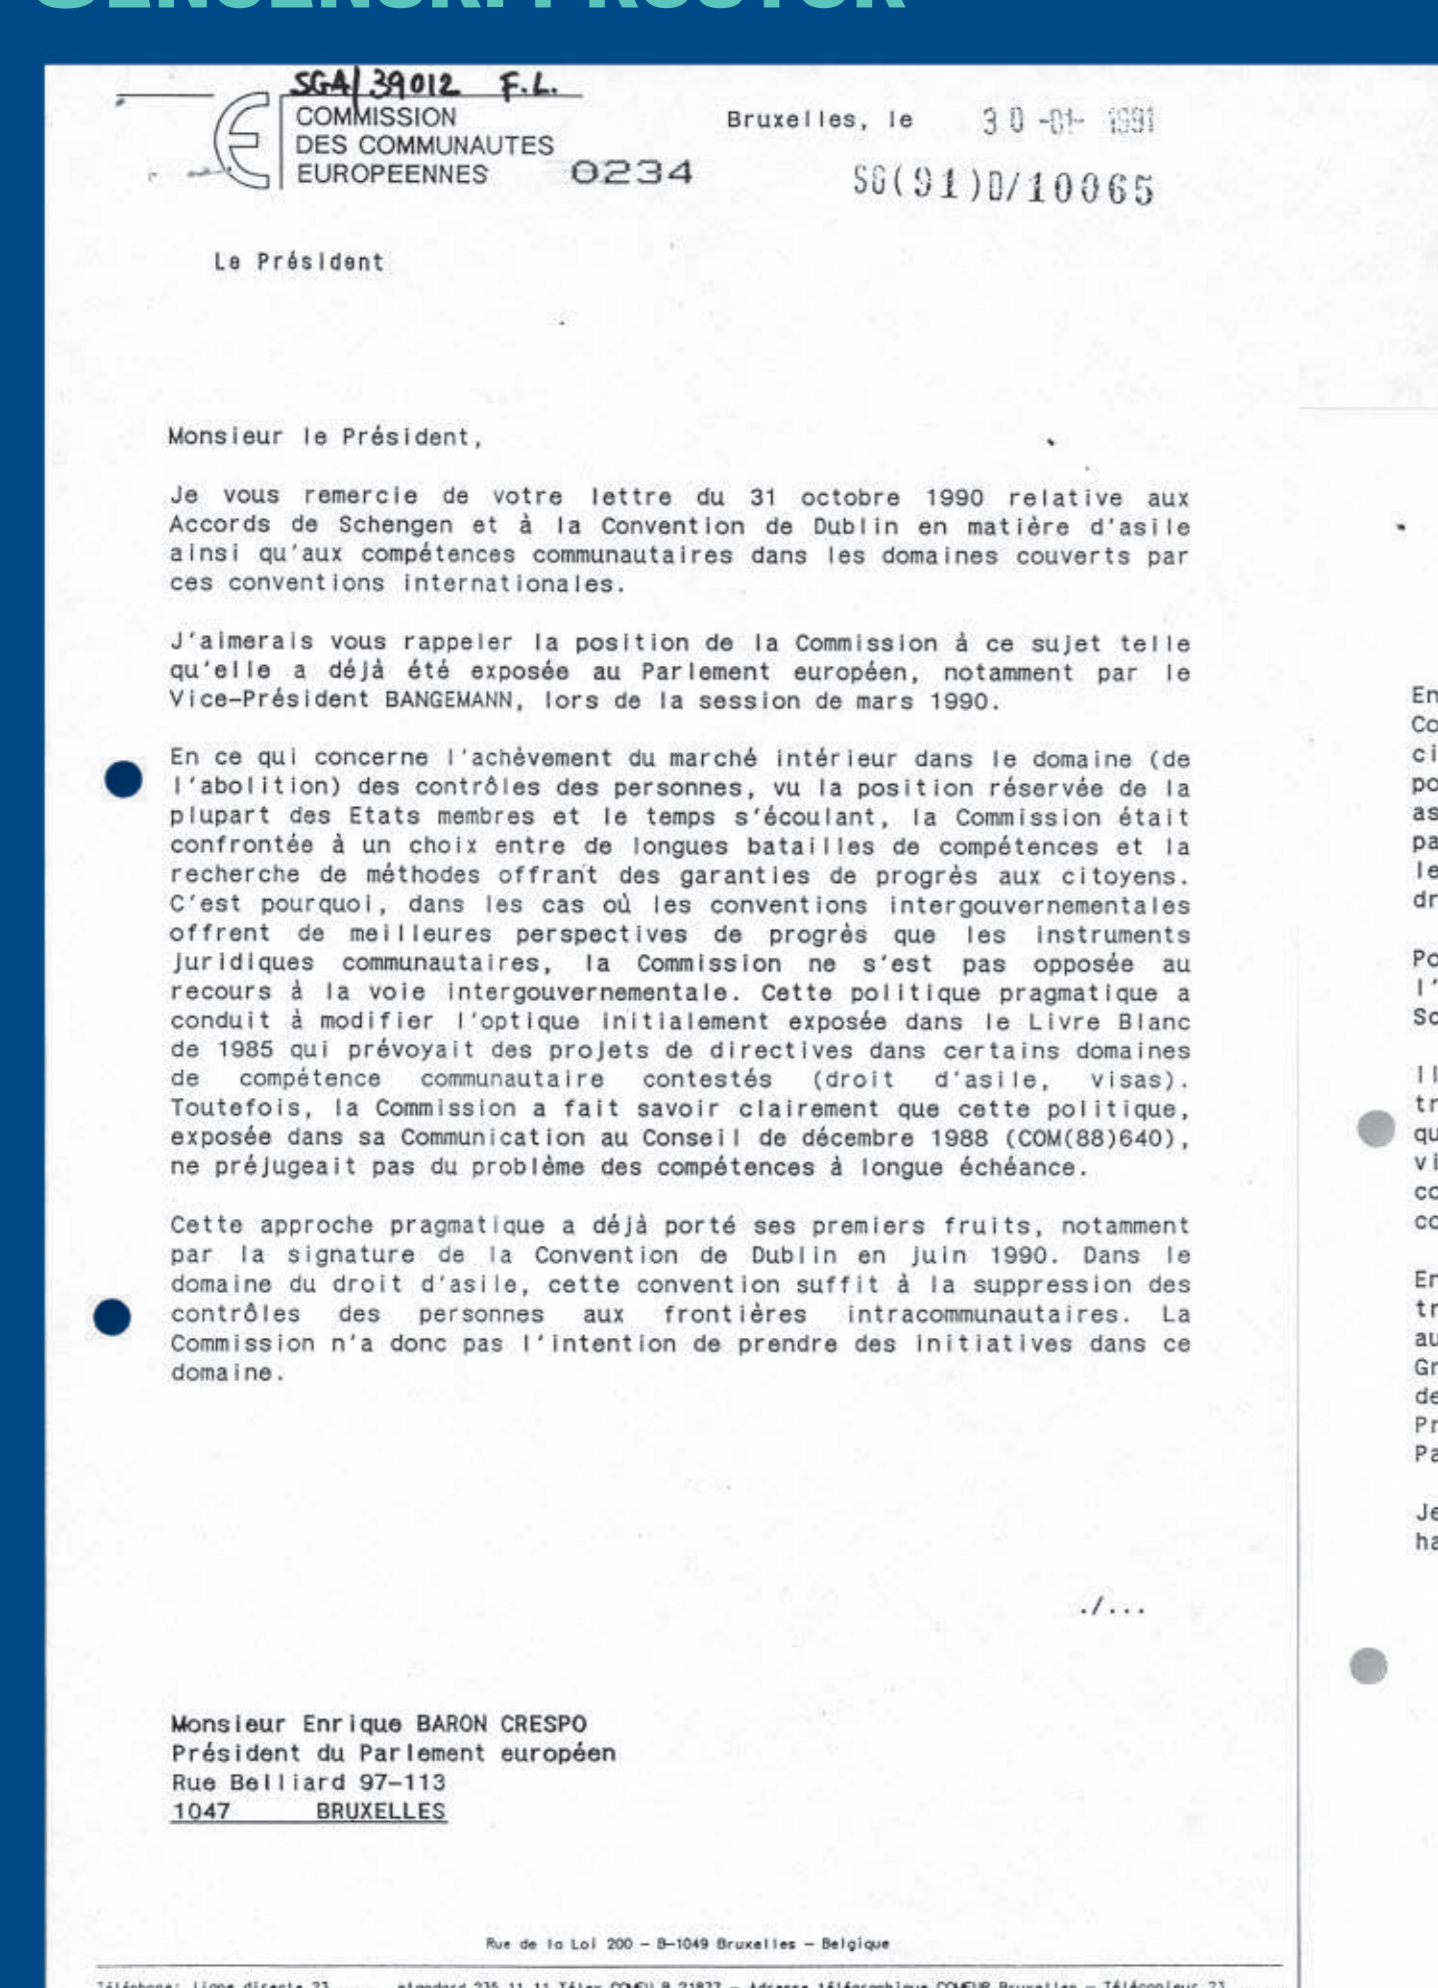 SGA/39012 F.L.
COMMISSION
DES COMMUNAUTES
EUROPEENNES
0234
Bruxelles, le 30-01-1991
SG(91)D/10065
Le Président
Monsieur le Président,
Je vous remercie de votre lettre du 31 octobre 1990 relative aux
Accords de Schengen et à la Convention de Dublin en matière d'asile
ainsi qu'aux compétences communautaires dans les domaines couverts par
ces conventions internationales.
J'aimerais vous rappeler la position de la Commission à ce sujet telle
qu'elle a déjà été exposée au Parlement européen, notamment par le
Vice-Président BANGEMANN, lors de la session de mars 1990.
En ce qui concerne l'achèvement du marché intérieur dans le domaine (de
l'abolition) des contrôles des personnes, vu la position réservée de la
plupart des Etats membres et le temps s'écoulant, la Commission était
confrontée à un choix entre de longues batailles de compétences et la
recherche de méthodes offrant des garanties de progrès aux citoyens.
C'est pourquoi, dans les cas où les conventions intergouvernementales
offrent de meilleures perspectives de progrès que les instruments
juridiques communautaires, la Commission ne s'est pas opposée au
recours à la voie intergouvernementale. Cette politique pragmatique a
conduit à modifier l'optique initialement exposée dans le Livre Blanc
de 1985 qui prévoyait des projets de directives dans certains domaines
de compétence communautaire contestés (droit d'asile, visas).
Toutefois, la Commission a fait savoir clairement que cette politique,
exposée dans sa Communication au Conseil de décembre 1988 (COM(88)640),
ne préjugeait pas du problème des compétences à longue échéance.
Cette approche pragmatique a déjà porté ses premiers fruits, notamment
par la signature de la Convention de Dublin en juin 1990. Dans le
domaine du droit d'asile, cette convention suffit à la suppression des
contrôles des personnes aux frontières intracommunautaires. La
Commission n'a donc pas l'intention de prendre des initiatives dans ce
domaine.
./...
Monsieur Enrique BARON CRESPO
Président du Parlement européen
Rue Belliard 97-113
1047 BRUXELLES
Rue de la Loi 200 - B-1049 Bruxelles - Belgique